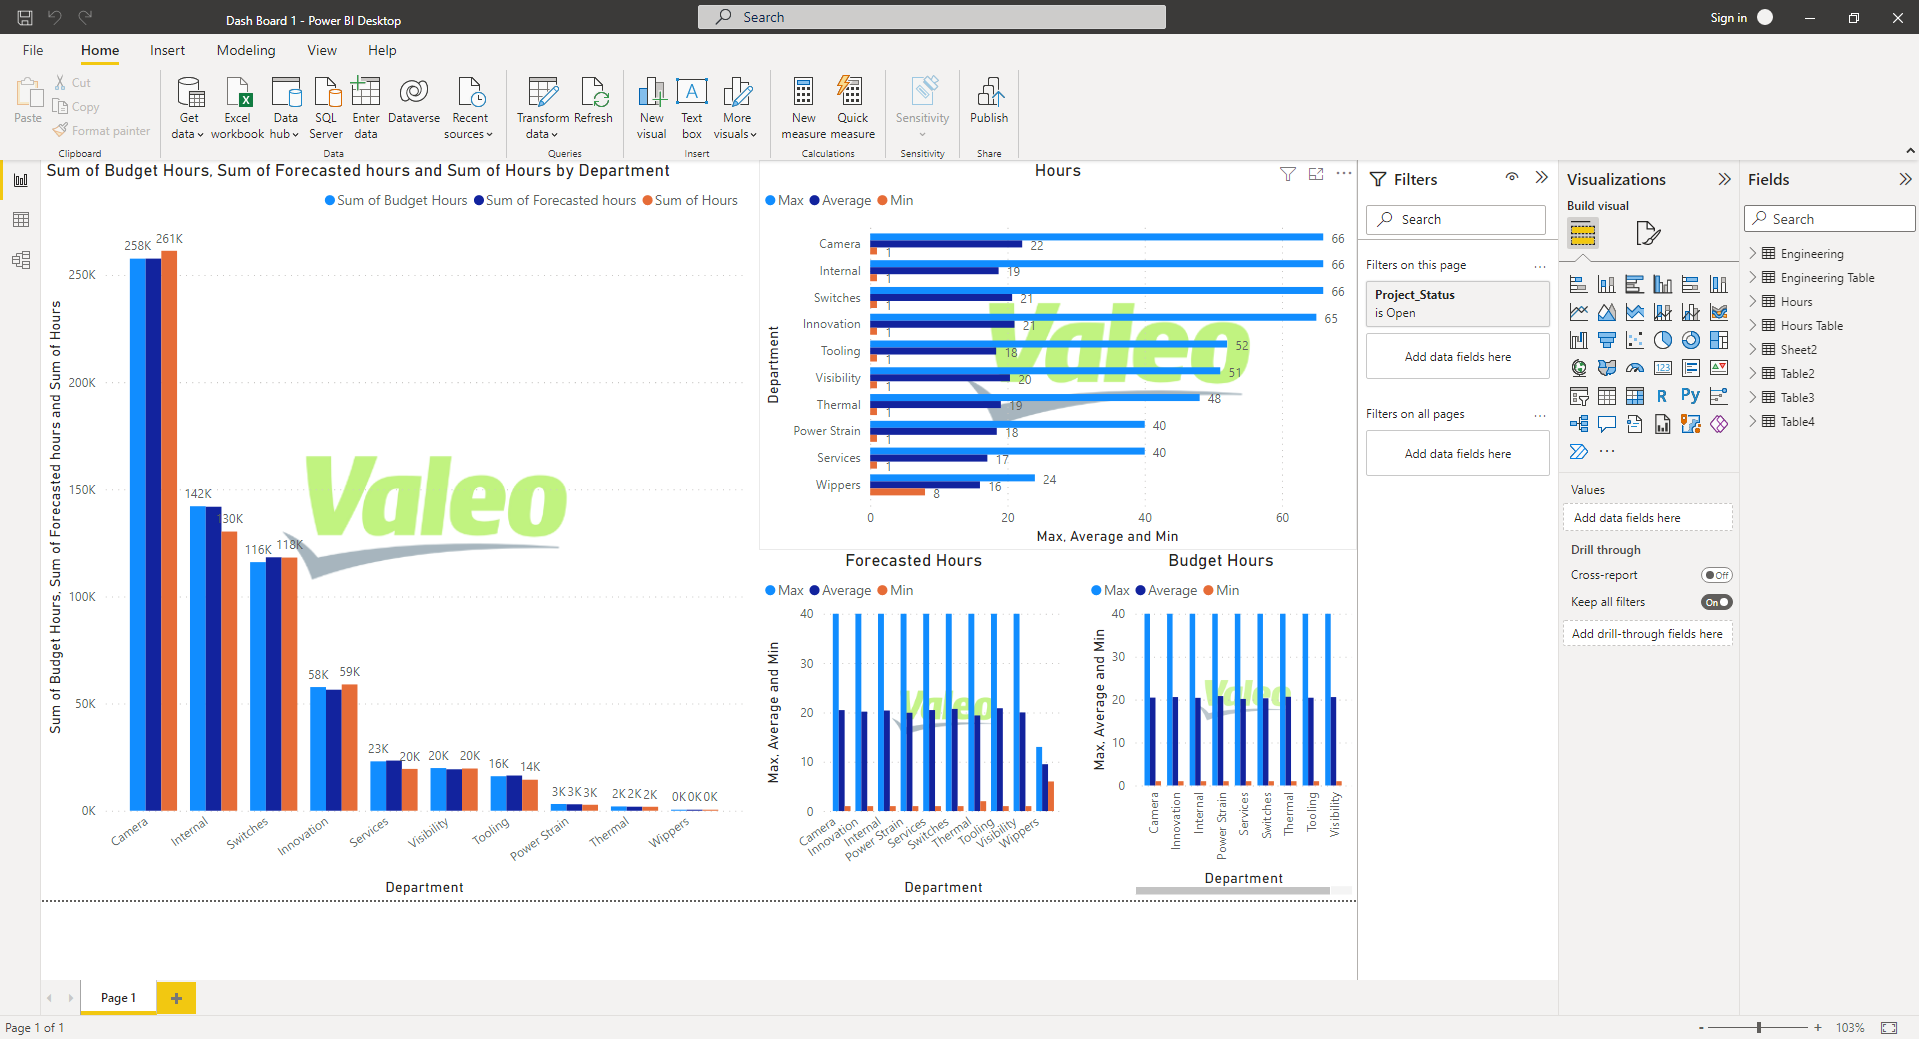 Dash Board 1 - Power BI Desktop
Search
Sign in
File
Home
Insert
Modeling
View
Help
Paste
Cut
Copy
Format painter
Clipboard
Get data
Excel workbook
Data hub
SQL Server
Enter data
Dataverse
Recent sources
Data
Transform data
Refresh
Queries
New visual
Text box
More visuals
Insert
New measure
Quick measure
Calculations
Sensitivity
Sensitivity
Publish
Share
Sum of Budget Hours, Sum of Forecasted hours and Sum of Hours by Department
Sum of Budget Hours Sum of Forecasted hours Sum of Hours
Sum of Budget Hours, Sum of Forecasted hours and Sum of Hours
250K
200K
150K
100K
50K
0K
258K 261K
142K 130K
116K 118K
58K 59K
23K 20K
20K 20K
16K 14K
3K 3K 3K
2K 2K 2K
0K 0K 0K
Valeo
Camera
Internal
Switches
Innovation
Services
Visibility
Tooling
Power Strain
Thermal
Wippers
Department
Hours
Max Average Min
Department
Camera 66 22 1
Internal 66 19 1
Switches 66 21 1
Innovation 65 21 1
Tooling 52 18 1
Visibility 51 20 1
Thermal 48 19 1
Power Strain 40 18 1
Services 40 17 1
Wippers 24 16 8
Valeo
0 20 40 60
Max, Average and Min
Forecasted Hours
Max Average Min
Max, Average and Min
40
30
20
10
0
Valeo
Camera
Innovation
Internal
Power Strain
Services
Switches
Thermal
Tooling
Visibility
Wippers
Department
Budget Hours
Max Average Min
Max, Average and Min
40
30
20
10
0
Valeo
Camera
Innovation
Internal
Power Strain
Services
Switches
Thermal
Tooling
Visibility
Department
Filters
Search
Filters on this page
Project_Status
is Open
Add data fields here
Filters on all pages
Add data fields here
Visualizations
Build visual
123
R
Py
Values
Add data fields here
Drill through
Cross-report
Off
Keep all filters
On
Add drill-through fields here
Fields
Search
Engineering
Engineering Table
Hours
Hours Table
Sheet2
Table2
Table3
Table4
Page 1
Page 1 of 1
- + 103%